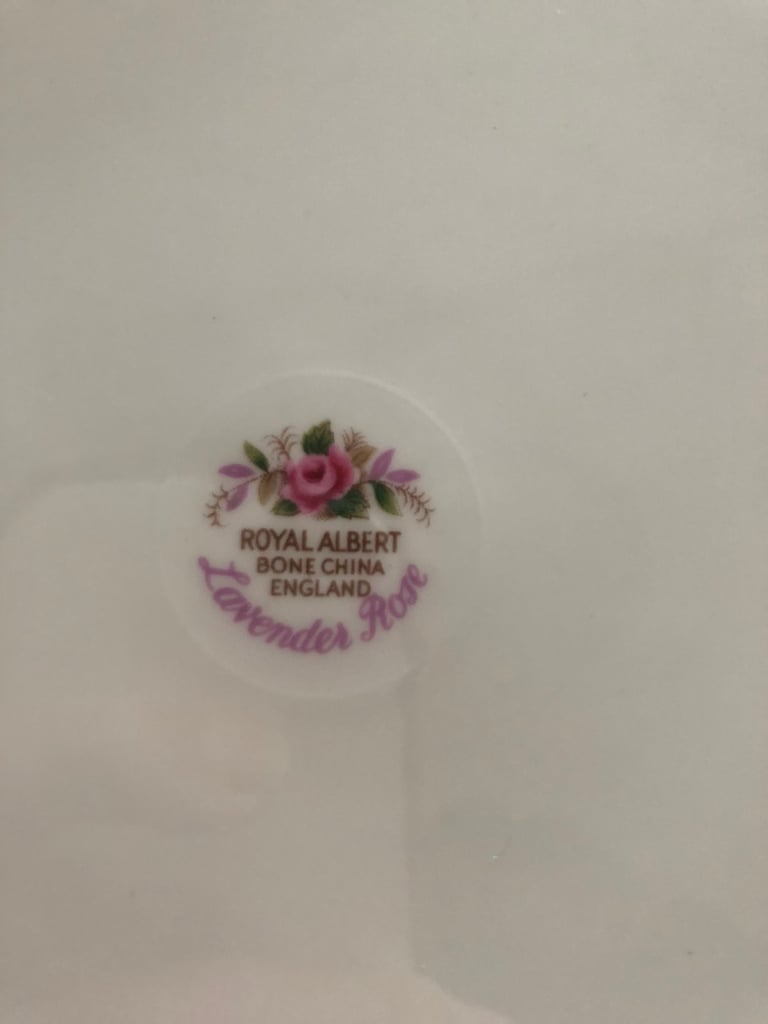 ROYAL ALBERT
BONE CHINA
ENGLAND
Lavender Rose